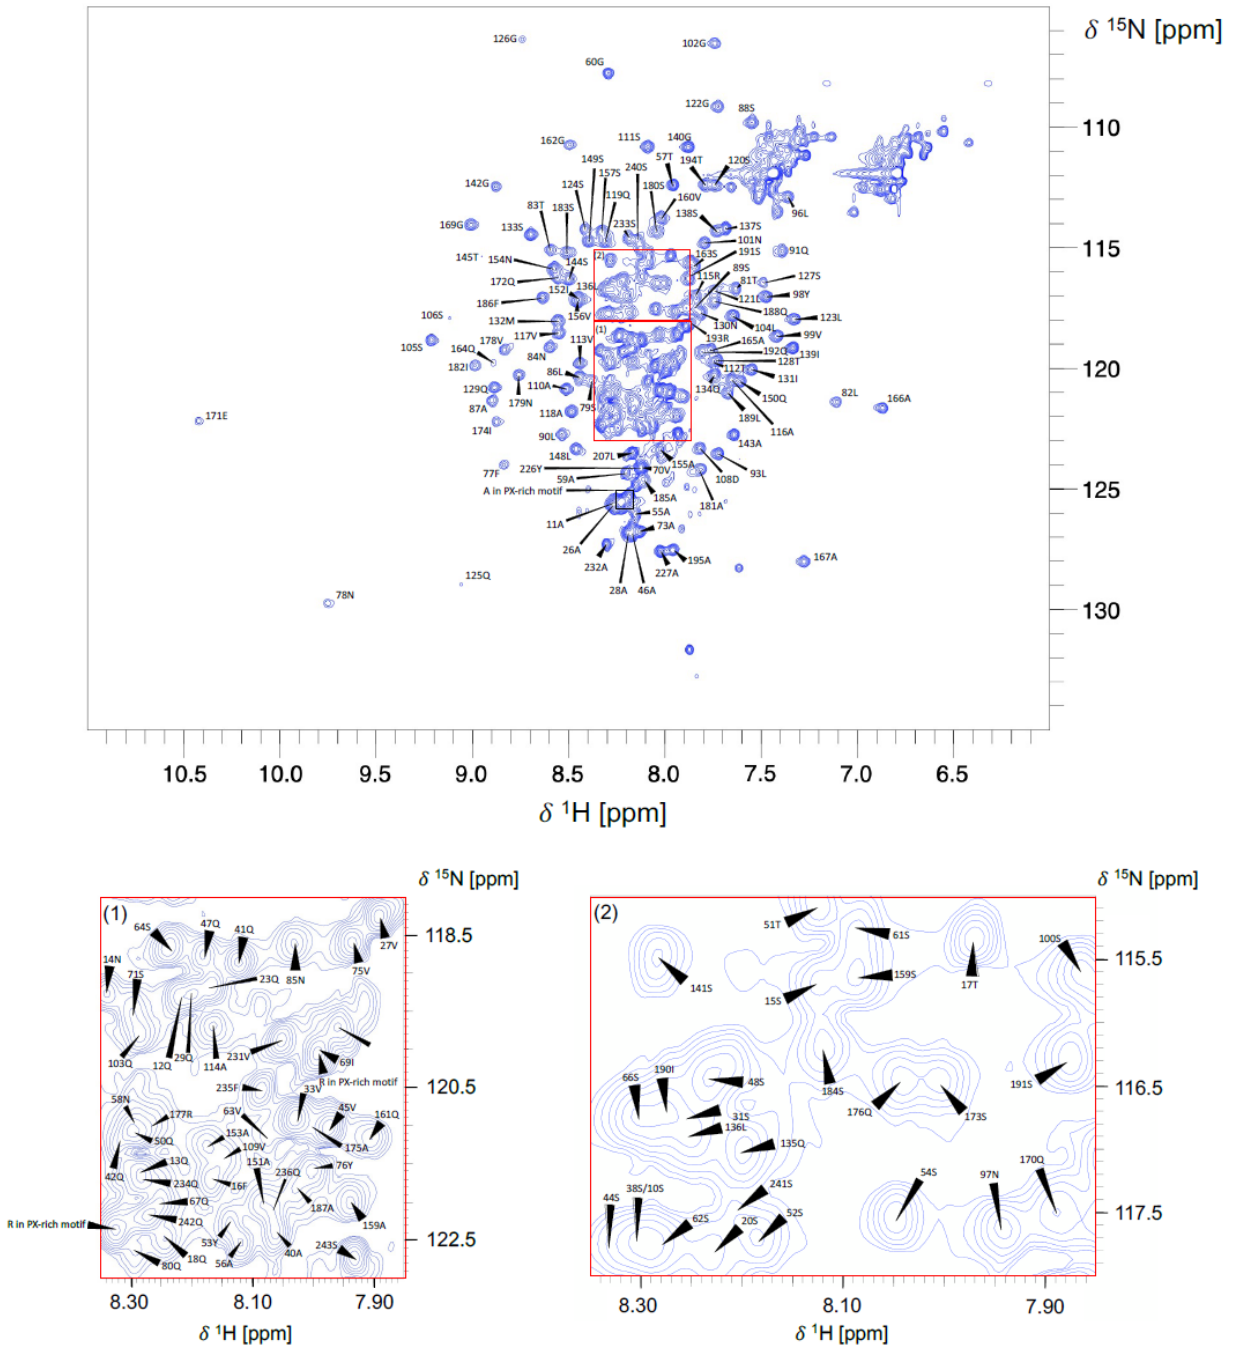 δ ¹⁵N [ppm]
126G
102G
60G
122G
88S
110
162G
111S
140G
149S
57T
194T
120S
240S
157S
142G
124S
180S
119Q
160V
96L
83T
183S
138S
137S
169G
133S
233S
101N
115
145T
154N
144S
(2)
163S
191S
91Q
172Q
115R
89S
152I
136L
81T
127S
186F
121L
98Y
156V
188Q
106S
132M
130N
104L
123L
117V
(1)
193R
99V
105S
178V
113V
165A
164Q
84N
192Q
139I
182I
128T
120
86L
112T
131I
129Q
110A
134Q
150Q
179N
79S
82L
166A
87A
189L
171E
118A
116A
174I
90L
143A
148L
207L
155A
226Y
70V
93L
77F
59A
108D
A in PX-rich motif
185A
181A
125
11A
55A
26A
73A
232A
195A
167A
227A
125Q
28A
46A
78N
130
10.5 10.0 9.5 9.0 8.5 8.0 7.5 7.0 6.5
δ ¹H [ppm]
δ ¹⁵N [ppm]
(1)
47Q
41Q
64S
118.5
27V
14N
71S
85N
75V
23Q
231V
69I
103Q
12Q
29Q
114A
R in PX-rich motif
235F
33V
120.5
58N
63V
45V
177R
161Q
153A
50Q
109V
175A
151A
13Q
236Q
76Y
42Q
234Q
16F
67Q
187A
159A
R in PX-rich motif
242Q
53Y
243S
122.5
18Q
40A
80Q
56A
8.30 8.10 7.90
δ ¹H [ppm]
δ ¹⁵N [ppm]
(2)
51T
61S
100S
115.5
141S
159S
17T
15S
190I
66S
48S
184S
191S
116.5
176Q
173S
31S
136L
135Q
170Q
54S
97N
38S/10S
241S
44S
52S
117.5
62S
20S
8.30 8.10 7.90
δ ¹H [ppm]